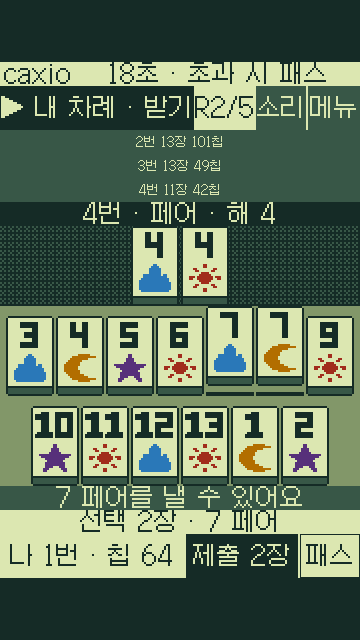 caxio 18초 · 초과 시 패스
▶ 내 차례 · 받기 R2/5 소리 메뉴
2번 13장 101칩
3번 13장 49칩
4번 11장 42칩
4번 · 페어 · 해 4
4 4
3 4 5 6 7 7 9
10 11 12 13 1 2
7 페어를 낼 수 있어요
선택 2장 · 7 페어
나 1번 · 칩 64 제출 2장 패스